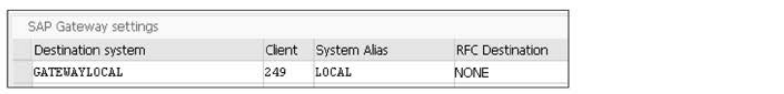 SAP Gateway settings
Destination system Client System Alias RFC Destination
GATEWAYLOCAL 249 LOCAL NONE